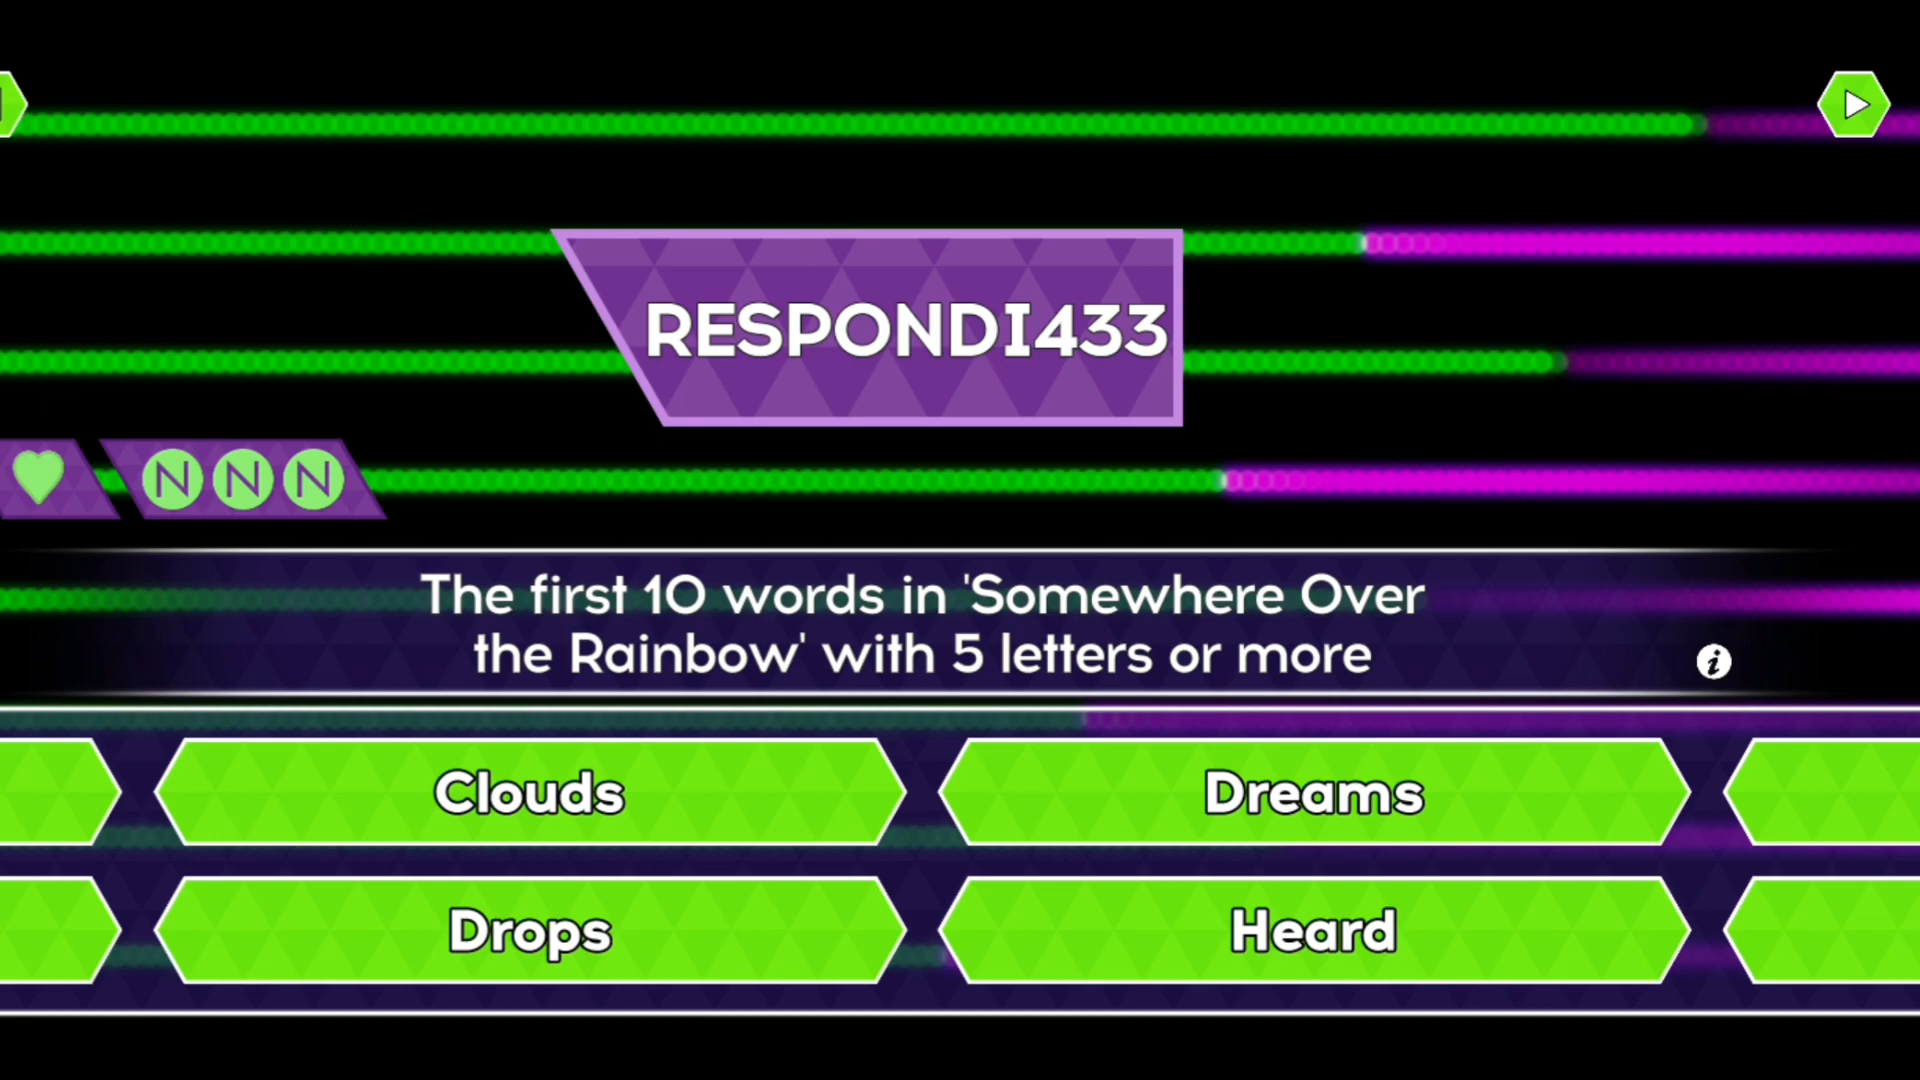 RESPONDI433
N N N
The first 10 words in 'Somewhere Over
the Rainbow' with 5 letters or more
i
Clouds
Dreams
Drops
Heard